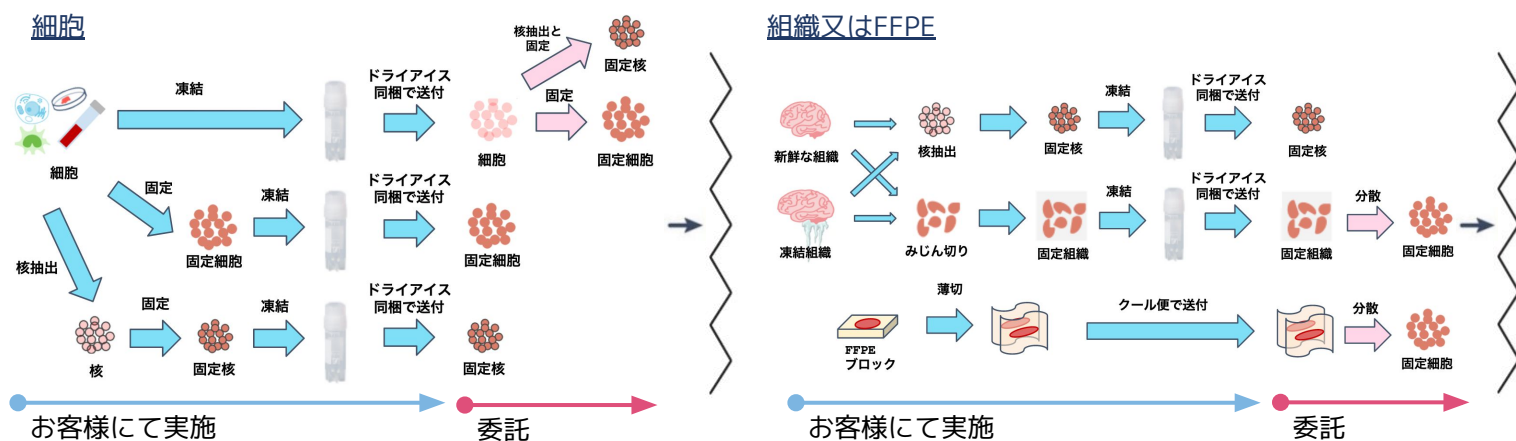 細胞
核抽出と
固定
固定核
凍結
ドライアイス
同梱で送付
固定
細胞
細胞
固定細胞
固定
凍結
ドライアイス
同梱で送付
固定細胞
固定細胞
核抽出
固定
凍結
ドライアイス
同梱で送付
核
固定核
固定核
お客様にて実施
委託
組織又はFFPE
凍結
ドライアイス
同梱で送付
新鮮な組織
核抽出
固定核
固定核
凍結
ドライアイス
同梱で送付
分散
凍結組織
みじん切り
固定組織
固定組織
固定細胞
薄切
クール便で送付
分散
FFPE
ブロック
固定細胞
お客様にて実施
委託